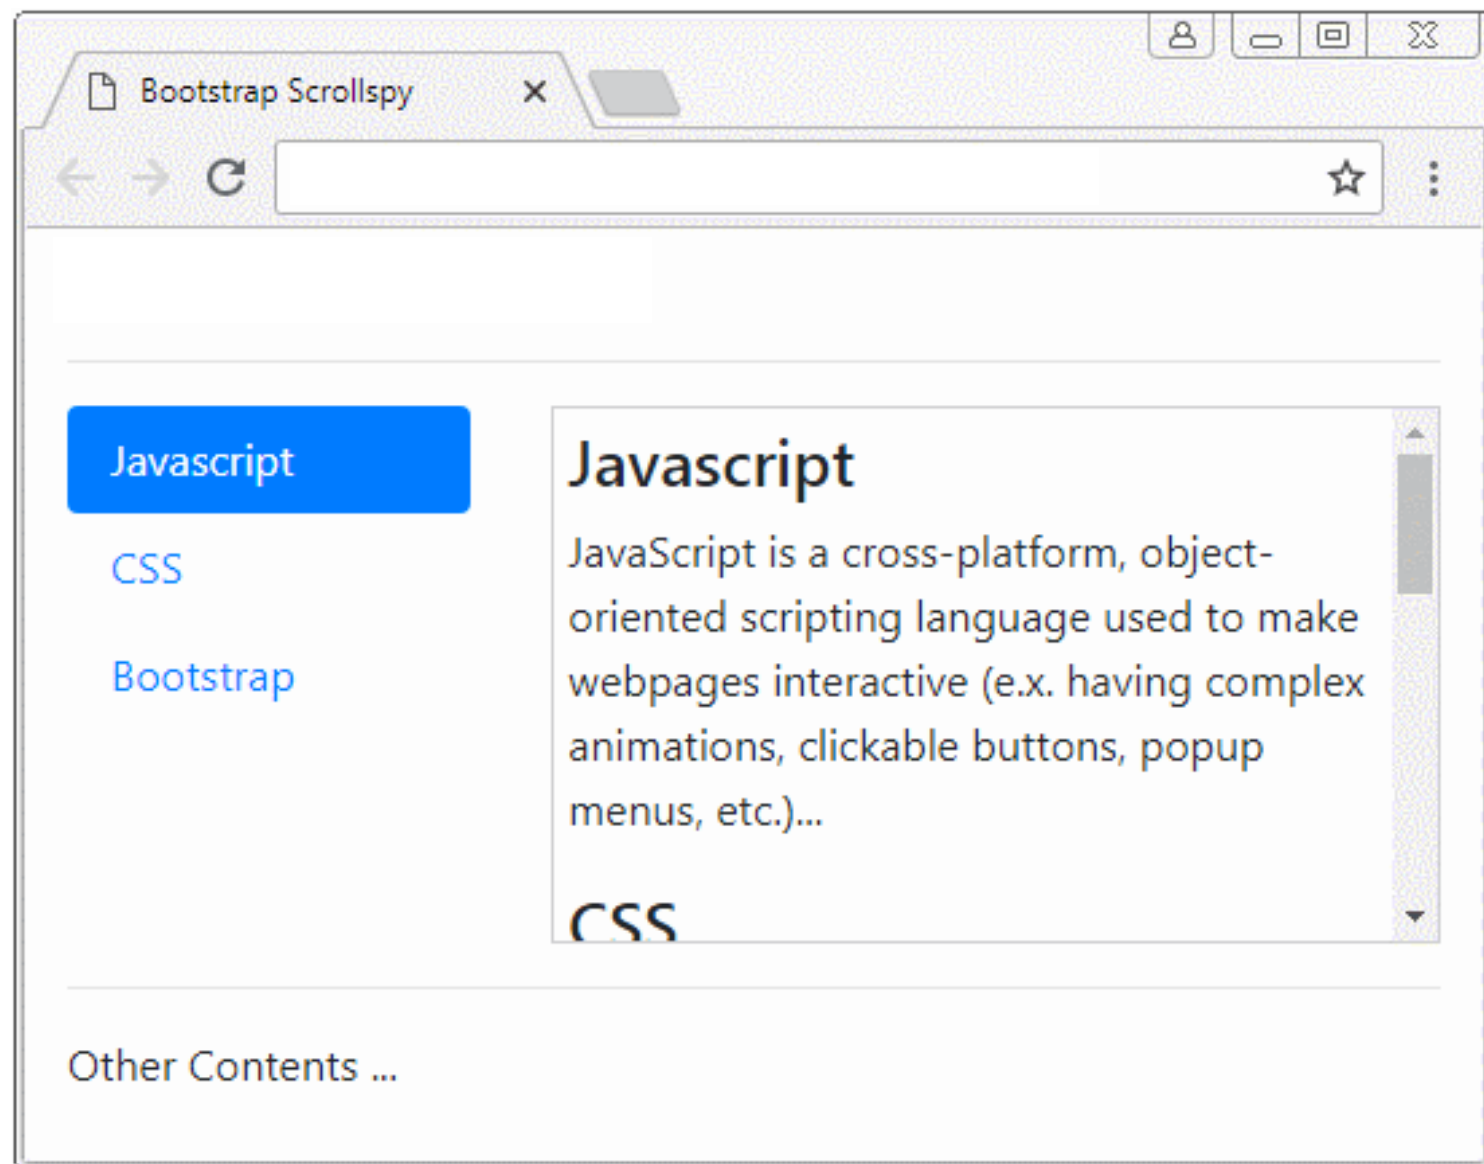 Bootstrap Scrollspy
Javascript
CSS
Bootstrap
Javascript
JavaScript is a cross-platform, object-
oriented scripting language used to make
webpages interactive (e.x. having complex
animations, clickable buttons, popup
menus, etc.)...
CSS
Other Contents ...